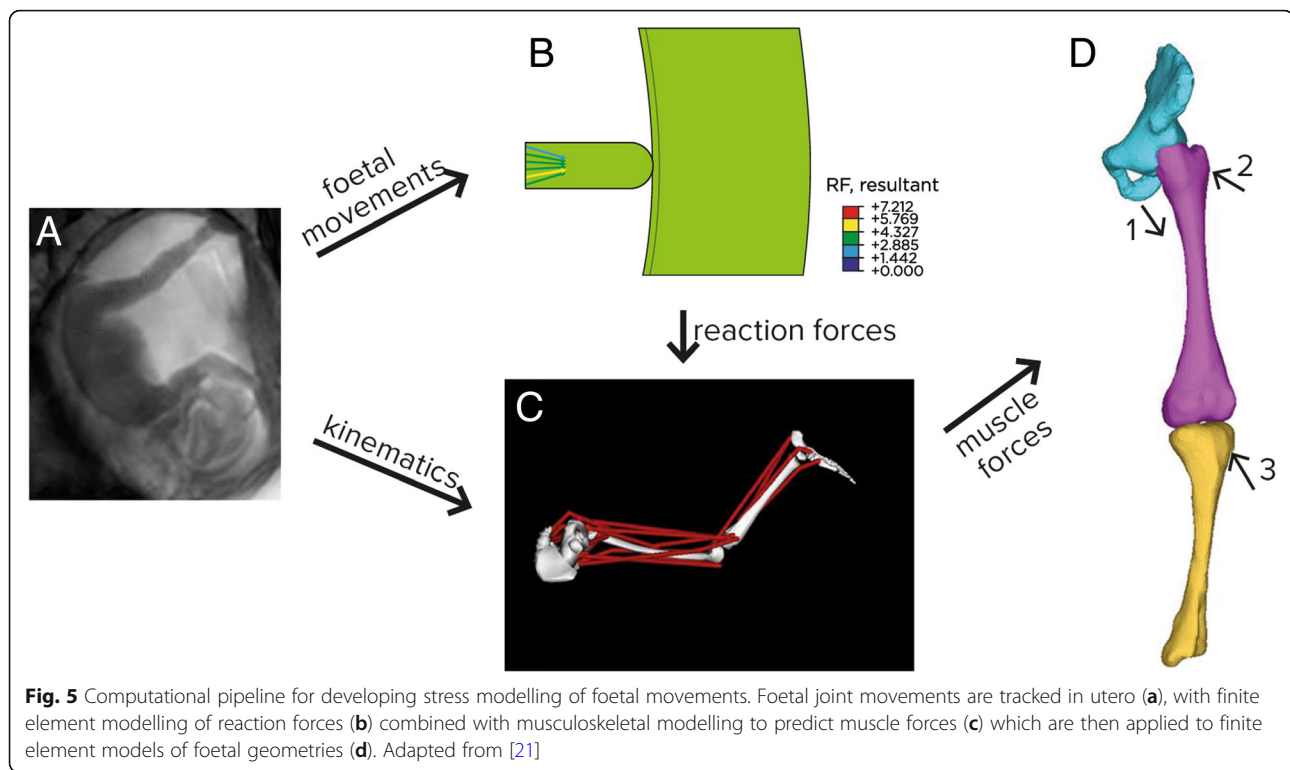 A
foetal
movements
B
RF, resultant
+7.212
+5.769
+4.327
+2.885
+1.442
+0.000
D
1
2
3
reaction forces
kinematics
C
muscle
forces
Fig. 5 Computational pipeline for developing stress modelling of foetal movements. Foetal joint movements are tracked in utero (a), with finite
element modelling of reaction forces (b) combined with musculoskeletal modelling to predict muscle forces (c) which are then applied to finite
element models of foetal geometries (d). Adapted from [21]